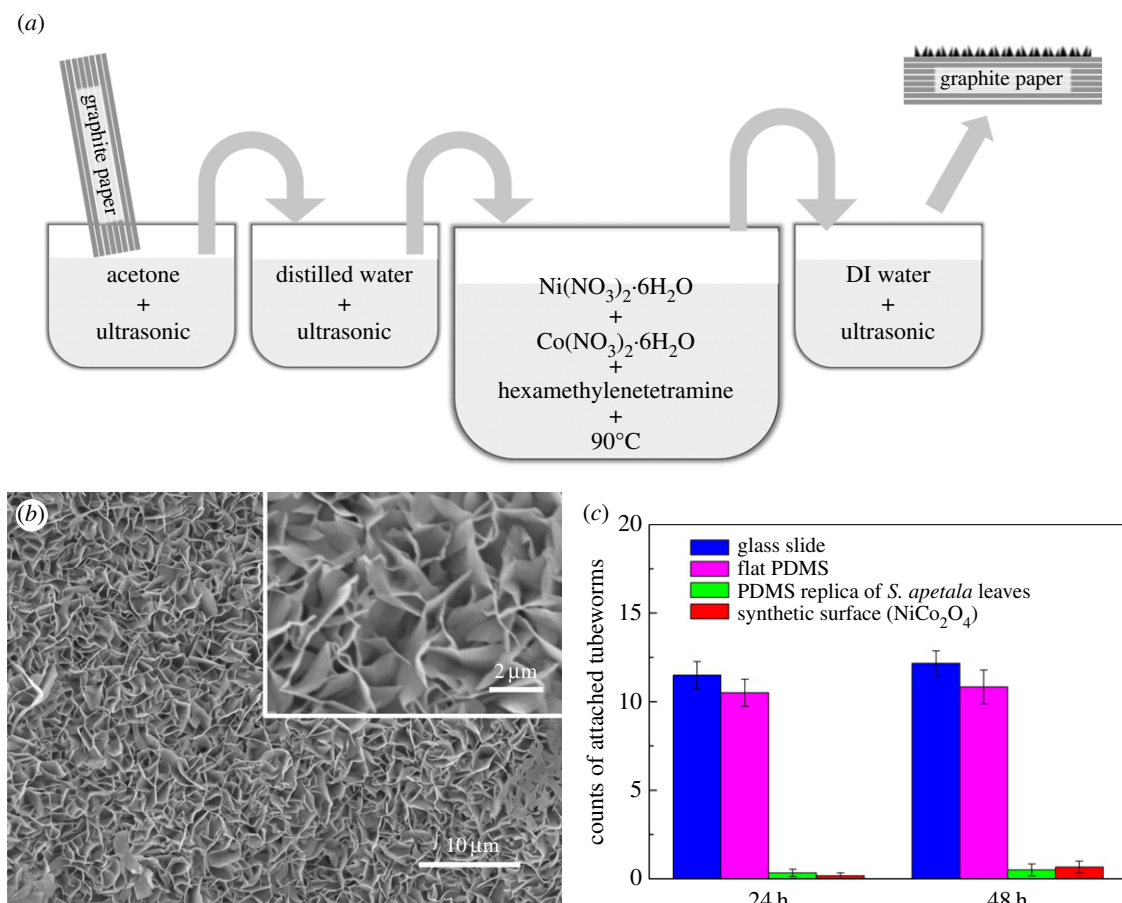 (a)
graphite paper
graphite paper
acetone
+
ultrasonic
distilled water
+
ultrasonic
Ni(NO₃)₂·6H₂O
+
Co(NO₃)₂·6H₂O
+
hexamethylenetetramine
+
90°C
DI water
+
ultrasonic
(b)
2 µm
10 µm
(c)
20
15
10
5
0
counts of attached tubeworms
glass slide
flat PDMS
PDMS replica of S. apetala leaves
synthetic surface (NiCo₂O₄)
24 h
48 h